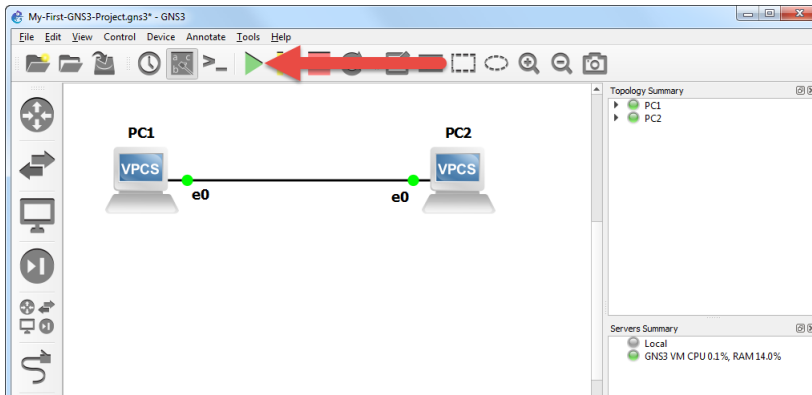 My-First-GNS3-Project.gns3* - GNS3
File Edit View Control Device Annotate Tools Help
Topology Summary
PC1
PC2
PC1
PC2
VPCS
VPCS
e0
e0
Servers Summary
Local
GNS3 VM CPU 0.1%, RAM 14.0%